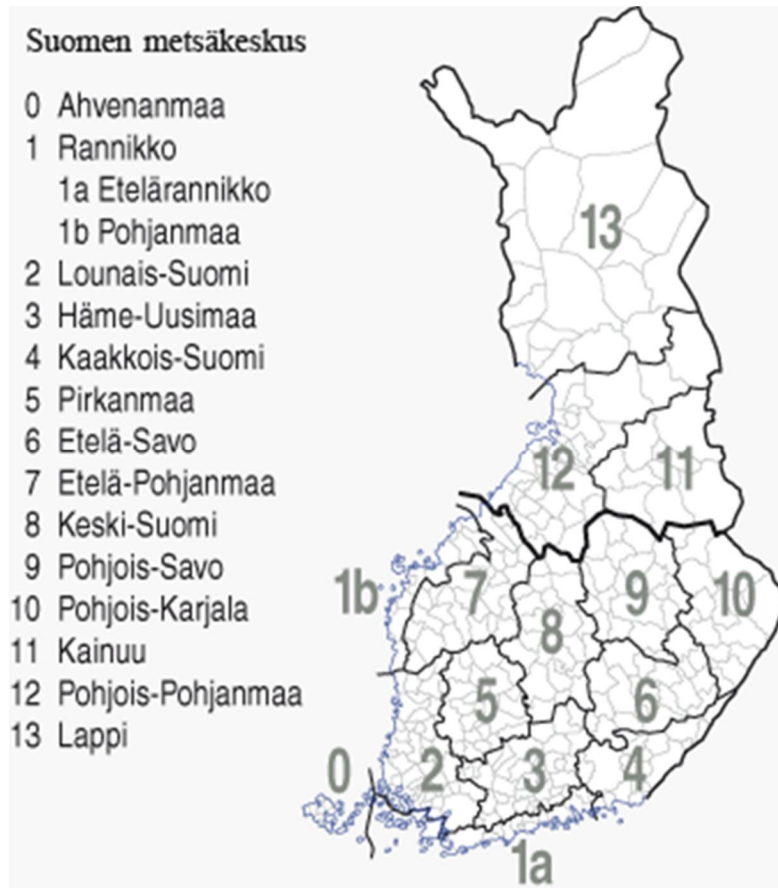 Suomen metsäkeskus
0 Ahvenanmaa
1 Rannikko
1a Etelärannikko
1b Pohjanmaa
2 Lounais-Suomi
3 Häme-Uusimaa
4 Kaakkois-Suomi
5 Pirkanmaa
6 Etelä-Savo
7 Etelä-Pohjanmaa
8 Keski-Suomi
9 Pohjois-Savo
10 Pohjois-Karjala
11 Kainuu
12 Pohjois-Pohjanmaa
13 Lappi
13
12
11
1b
7
8
9
10
5
6
0
2
3
4
1a